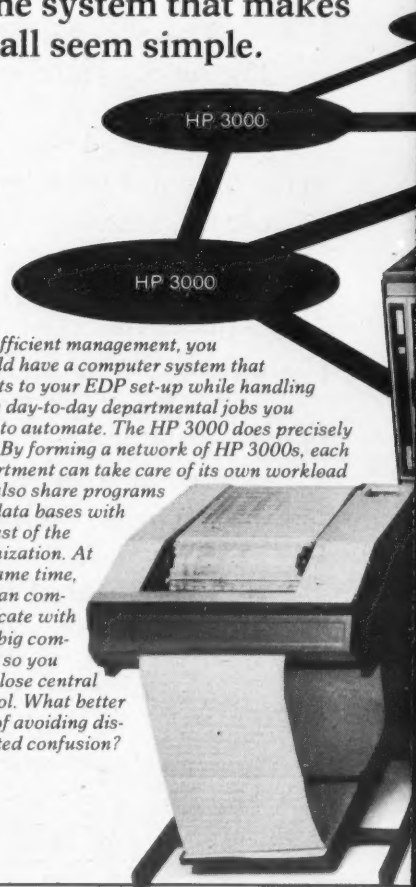 he system that makes
all seem simple.
HP 3000
HP 3000
fficient management, you
ld have a computer system that
ts to your EDP set-up while handling
day-to-day departmental jobs you
to automate. The HP 3000 does precisely
By forming a network of HP 3000s, each
rtment can take care of its own workload
also share programs
data bases with
est of the
nization. At
ame time,
an com-
cate with
big com-
so you
lose central
ol. What better
of avoiding dis-
ted confusion?